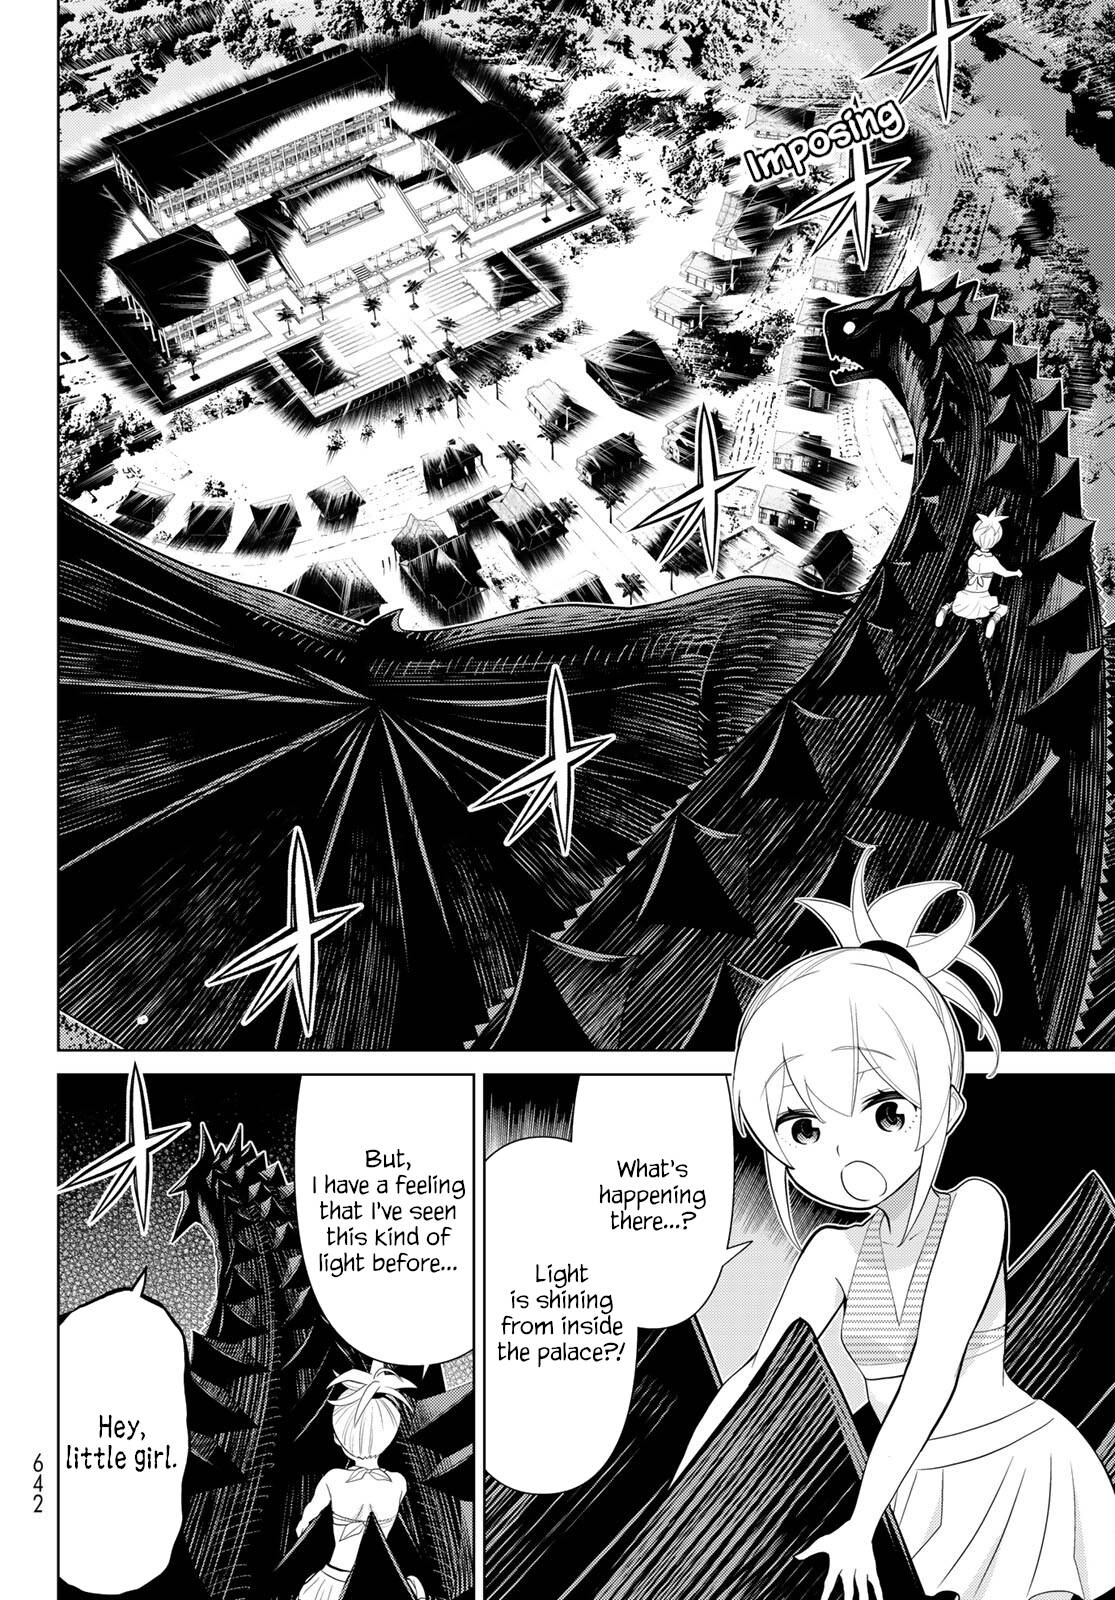 Imposing
What's
happening
there...?
Light
is shining
from inside
the palace?!
But,
I have a feeling
that I've seen
this kind of
light before...
Hey,
little girl.
642